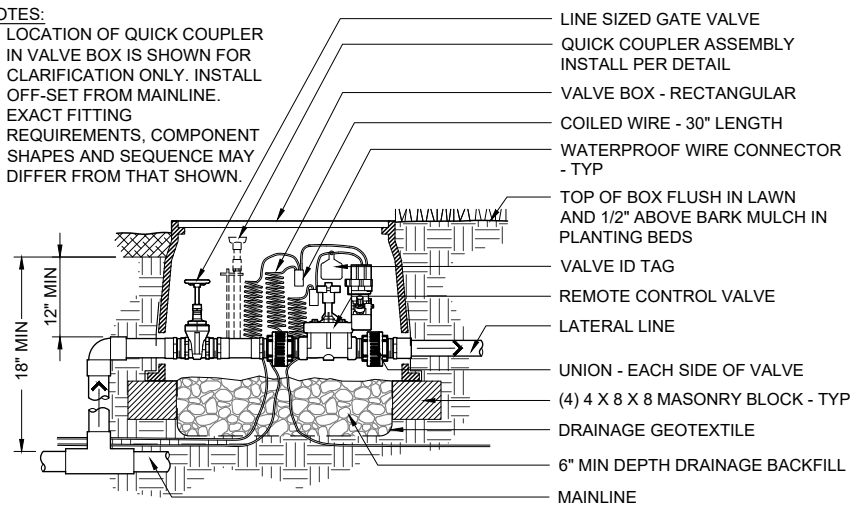 OTES:
LOCATION OF QUICK COUPLER
IN VALVE BOX IS SHOWN FOR
CLARIFICATION ONLY. INSTALL
OFF-SET FROM MAINLINE.
EXACT FITTING
REQUIREMENTS, COMPONENT
SHAPES AND SEQUENCE MAY
DIFFER FROM THAT SHOWN.
LINE SIZED GATE VALVE
QUICK COUPLER ASSEMBLY
INSTALL PER DETAIL
VALVE BOX - RECTANGULAR
COILED WIRE - 30" LENGTH
WATERPROOF WIRE CONNECTOR
- TYP
TOP OF BOX FLUSH IN LAWN
AND 1/2" ABOVE BARK MULCH IN
PLANTING BEDS
VALVE ID TAG
REMOTE CONTROL VALVE
LATERAL LINE
UNION - EACH SIDE OF VALVE
(4) 4 X 8 X 8 MASONRY BLOCK - TYP
DRAINAGE GEOTEXTILE
6" MIN DEPTH DRAINAGE BACKFILL
MAINLINE
18" MIN
12" MIN